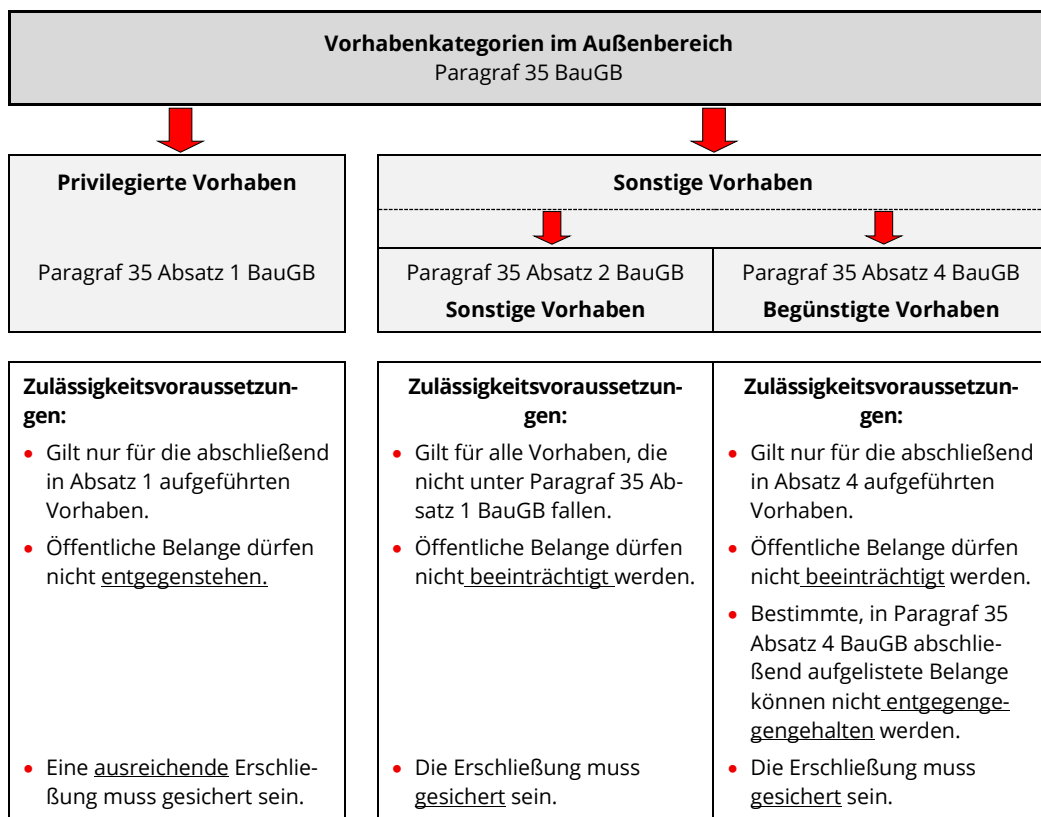 Vorhabenkategorien im Außenbereich
Paragraf 35 BauGB
Privilegierte Vorhaben
Paragraf 35 Absatz 1 BauGB
Sonstige Vorhaben
Paragraf 35 Absatz 2 BauGB
Sonstige Vorhaben
Paragraf 35 Absatz 4 BauGB
Begünstigte Vorhaben
Zulässigkeitsvoraussetzun-
gen:
• Gilt nur für die abschließend
in Absatz 1 aufgeführten
Vorhaben.
• Öffentliche Belange dürfen
nicht entgegenstehen.
• Eine ausreichende Erschlie-
ßung muss gesichert sein.
Zulässigkeitsvoraussetzun-
gen:
• Gilt für alle Vorhaben, die
nicht unter Paragraf 35 Ab-
satz 1 BauGB fallen.
• Öffentliche Belange dürfen
nicht beeinträchtigt werden.
• Die Erschließung muss
gesichert sein.
Zulässigkeitsvoraussetzun-
gen:
• Gilt nur für die abschließend
in Absatz 4 aufgeführten
Vorhaben.
• Öffentliche Belange dürfen
nicht beeinträchtigt werden.
• Bestimmte, in Paragraf 35
Absatz 4 BauGB abschlie-
ßend aufgelistete Belange
können nicht entgegenge-
gengehalten werden.
• Die Erschließung muss
gesichert sein.